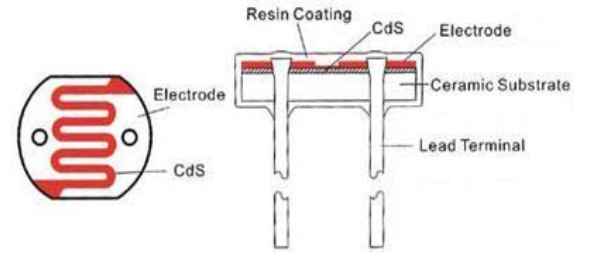 Resin Coating
CdS
Electrode
Electrode
Ceramic Substrate
Lead Terminal
CdS